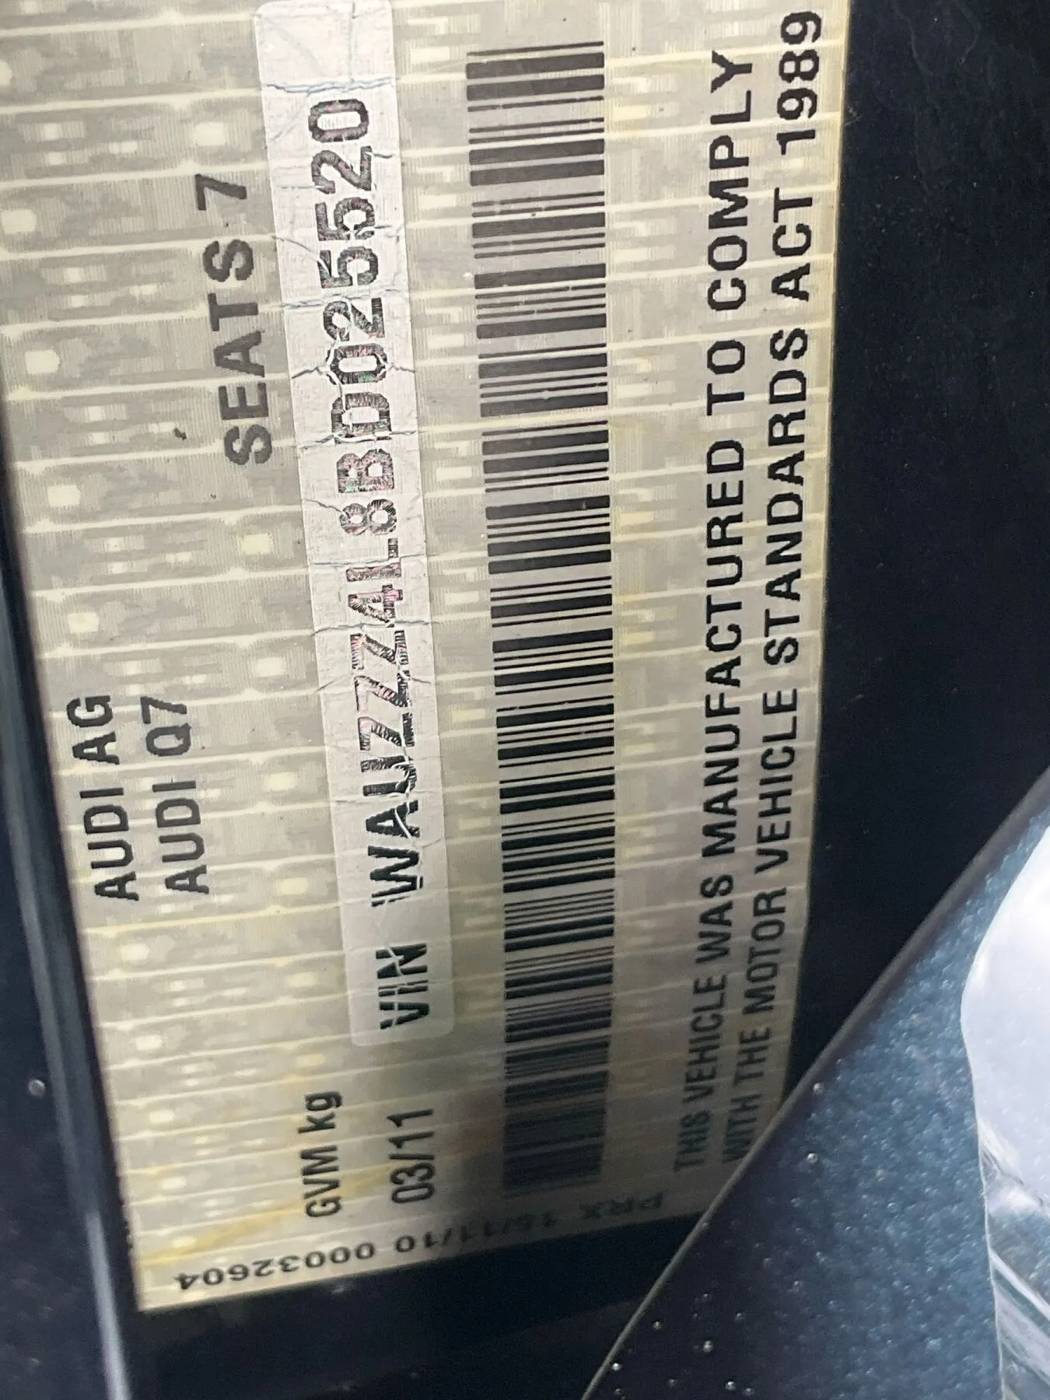 AUDI AG
AUDI Q7
SEATS 7
GVM kg
VIN WAUZZZ4L8BD025520
03/11
THIS VEHICLE WAS MANUFACTURED TO COMPLY
WITH THE MOTOR VEHICLE STANDARDS ACT 1989
PRX 15/11/10 00032604